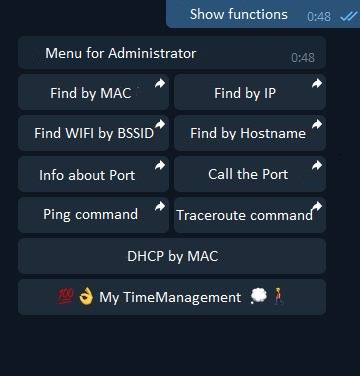 Show functions 0:48
Menu for Administrator 0:48
Find by MAC Find by IP
Find WIFI by BSSID Find by Hostname
Info about Port Call the Port
Ping command Traceroute command
DHCP by MAC
💯👌 My TimeManagement 💭🚶